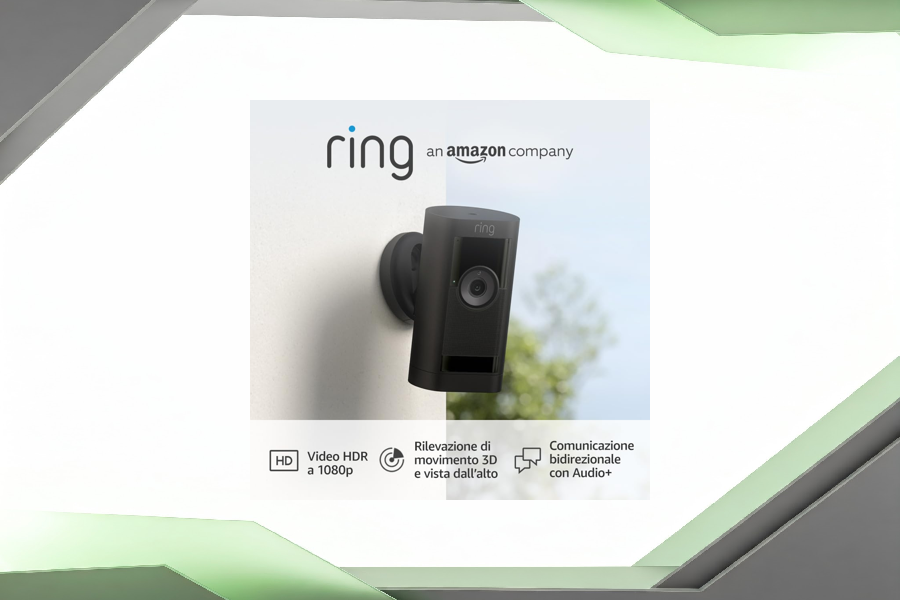 ring an amazon company
ring
HD
Video HDR
a 1080p
Rilevazione di
movimento 3D
e vista dall'alto
Comunicazione
bidirezionale
con Audio+